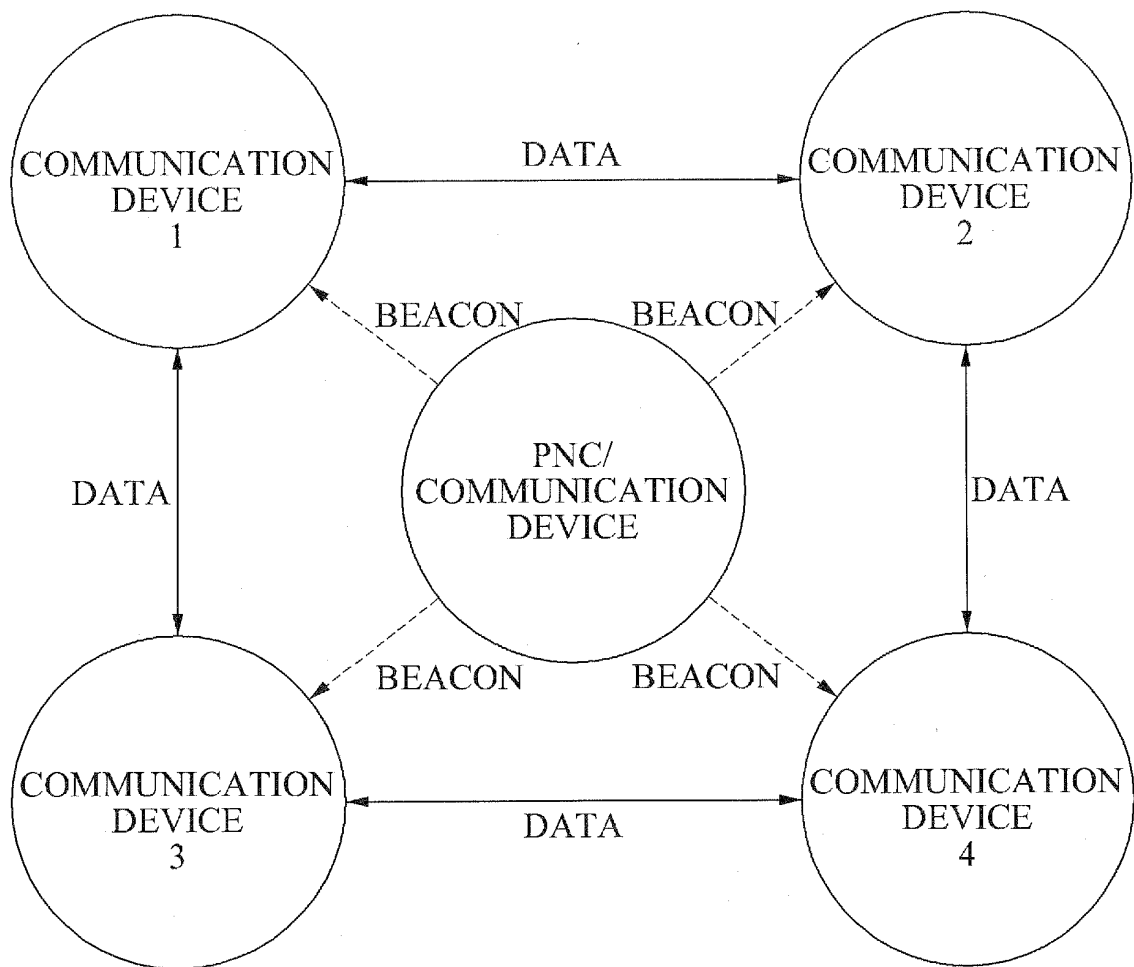 COMMUNICATION
DEVICE
1
DATA
COMMUNICATION
DEVICE
2
BEACON
BEACON
PNC/
COMMUNICATION
DEVICE
DATA
DATA
BEACON
BEACON
COMMUNICATION
DEVICE
3
DATA
COMMUNICATION
DEVICE
4